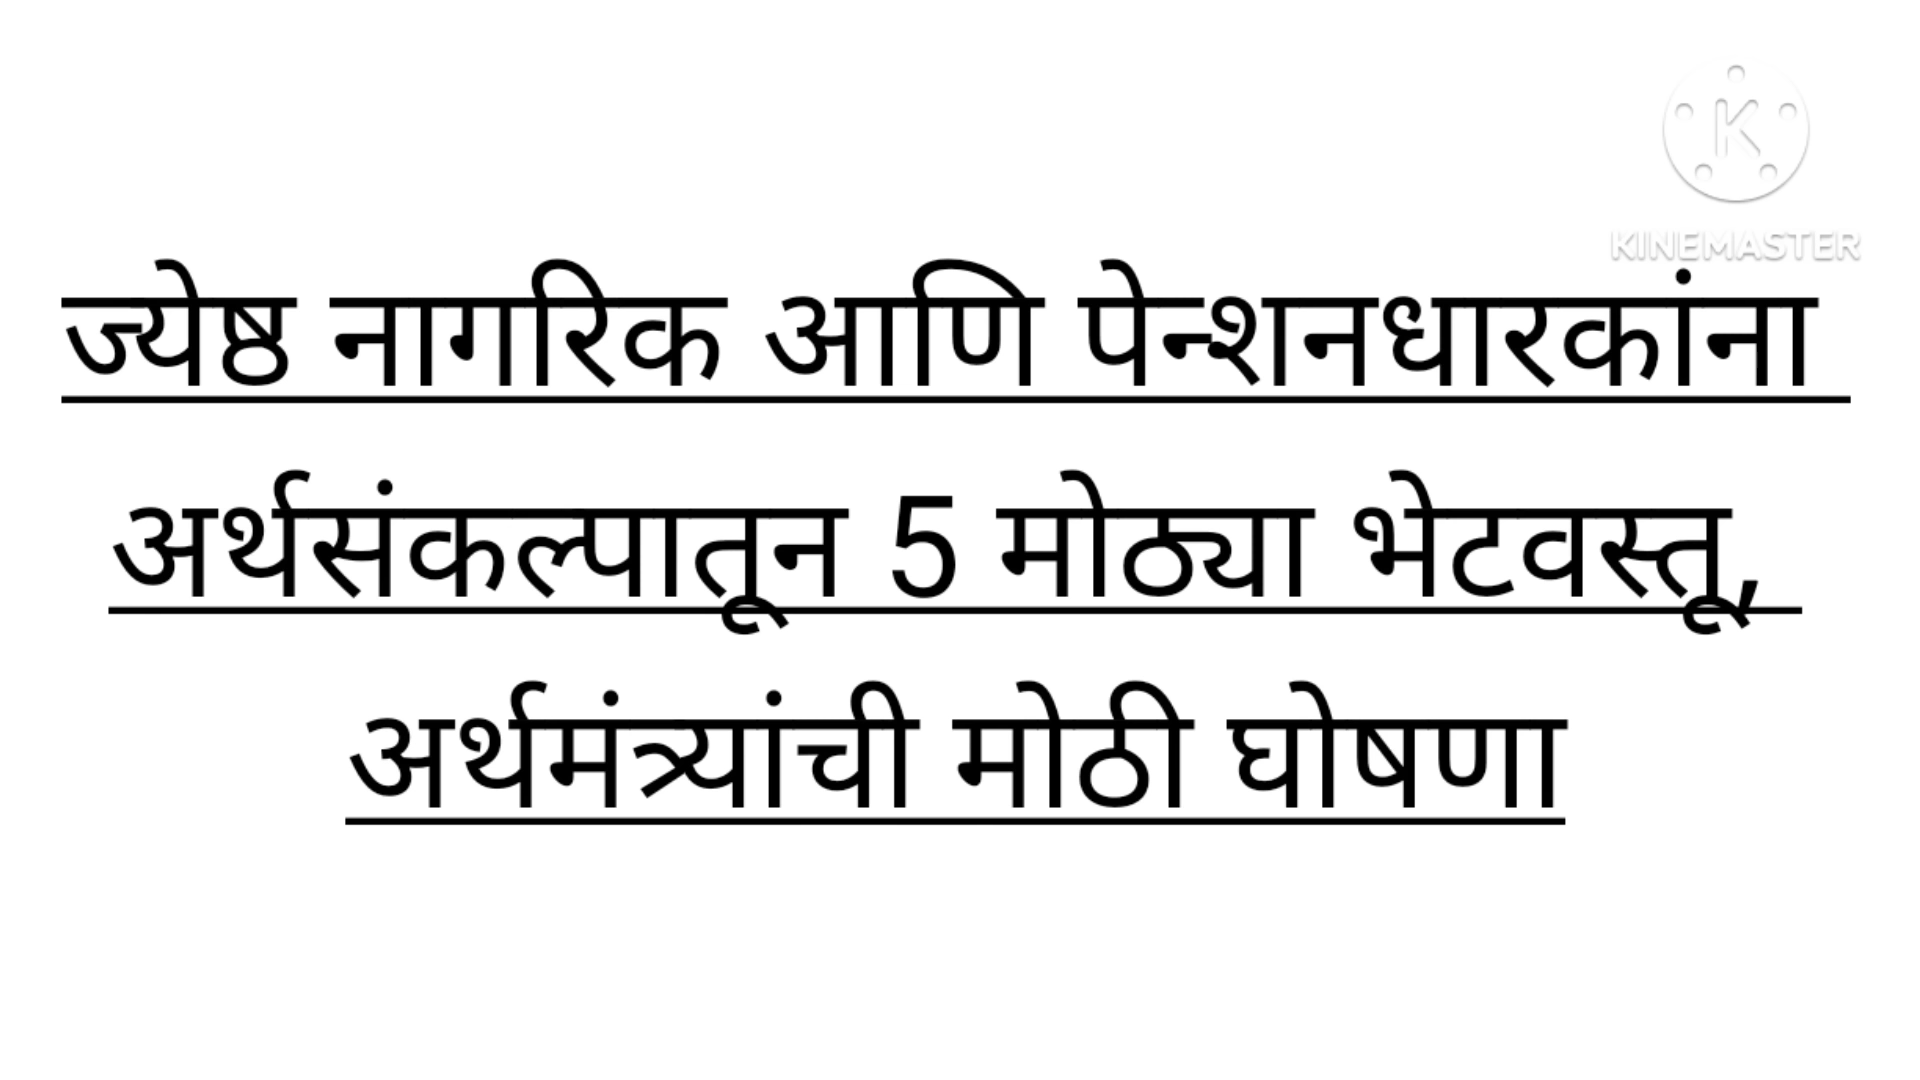 KINEMASTER
ज्येष्ठ नागरिक आणि पेन्शनधारकांना
अर्थसंकल्पातून 5 मोठ्या भेटवस्तू,
अर्थमंत्र्यांची मोठी घोषणा